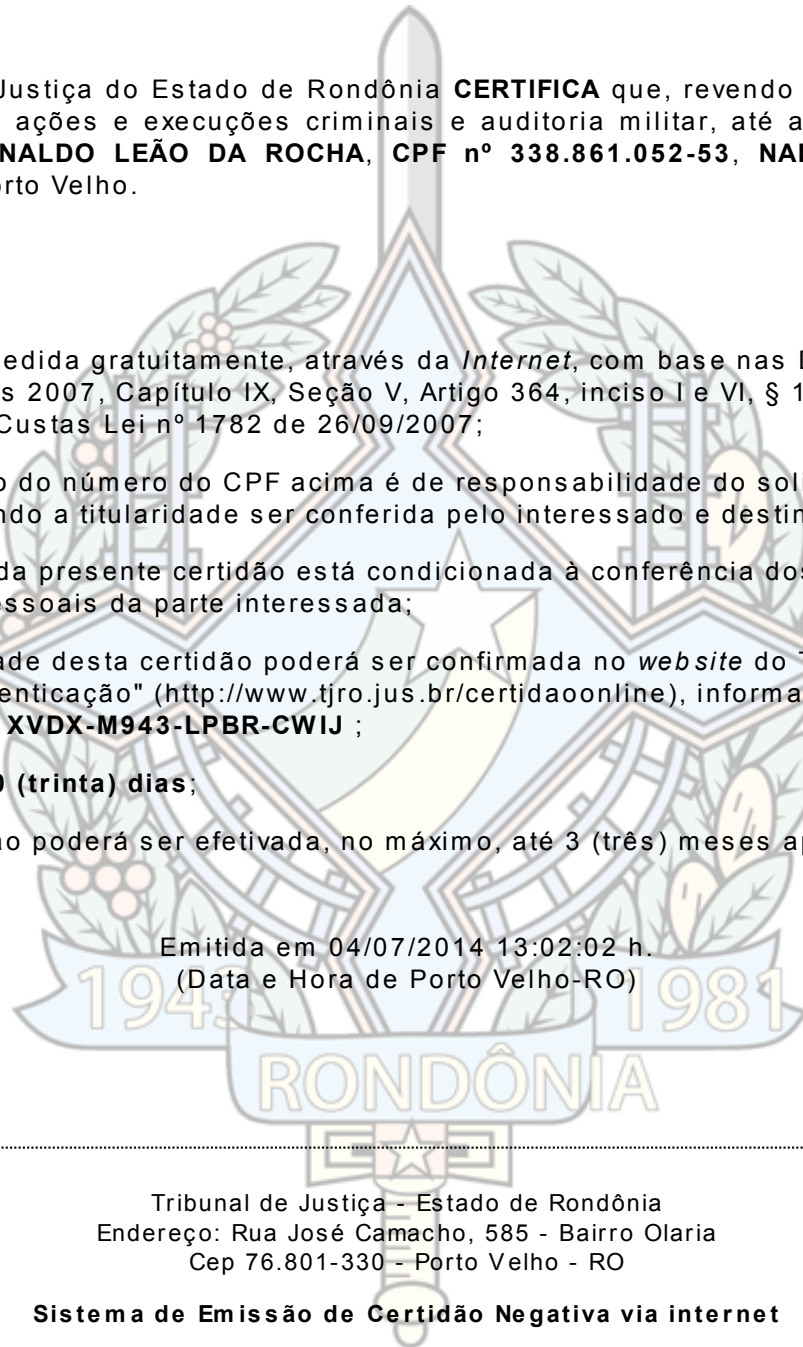 Justiça do Estado de Rondônia CERTIFICA que, revendo
ações e execuções criminais e auditoria militar, até a
NALDO LEÃO DA ROCHA, CPF nº 338.861.052-53, NA
orto Velho.
edida gratuitamente, através da Internet, com base nas
s 2007, Capítulo IX, Seção V, Artigo 364, inciso I e VI, § 1
Custas Lei nº 1782 de 26/09/2007;
o do número do CPF acima é de responsabilidade do soli
ndo a titularidade ser conferida pelo interessado e destin
da presente certidão está condicionada à conferência dos
essoais da parte interessada;
ade desta certidão poderá ser confirmada no website do T
enticação" (http://www.tjro.jus.br/certidaoonline), informa
XVDX-M943-LPBR-CWIJ ;
0 (trinta) dias;
ão poderá ser efetivada, no máximo, até 3 (três) meses ap
Emitida em 04/07/2014 13:02:02 h.
(Data e Hora de Porto Velho-RO)
1943 1981
RONDÔNIA
Tribunal de Justiça - Estado de Rondônia
Endereço: Rua José Camacho, 585 - Bairro Olaria
Cep 76.801-330 - Porto Velho - RO
Sistema de Emissão de Certidão Negativa via internet